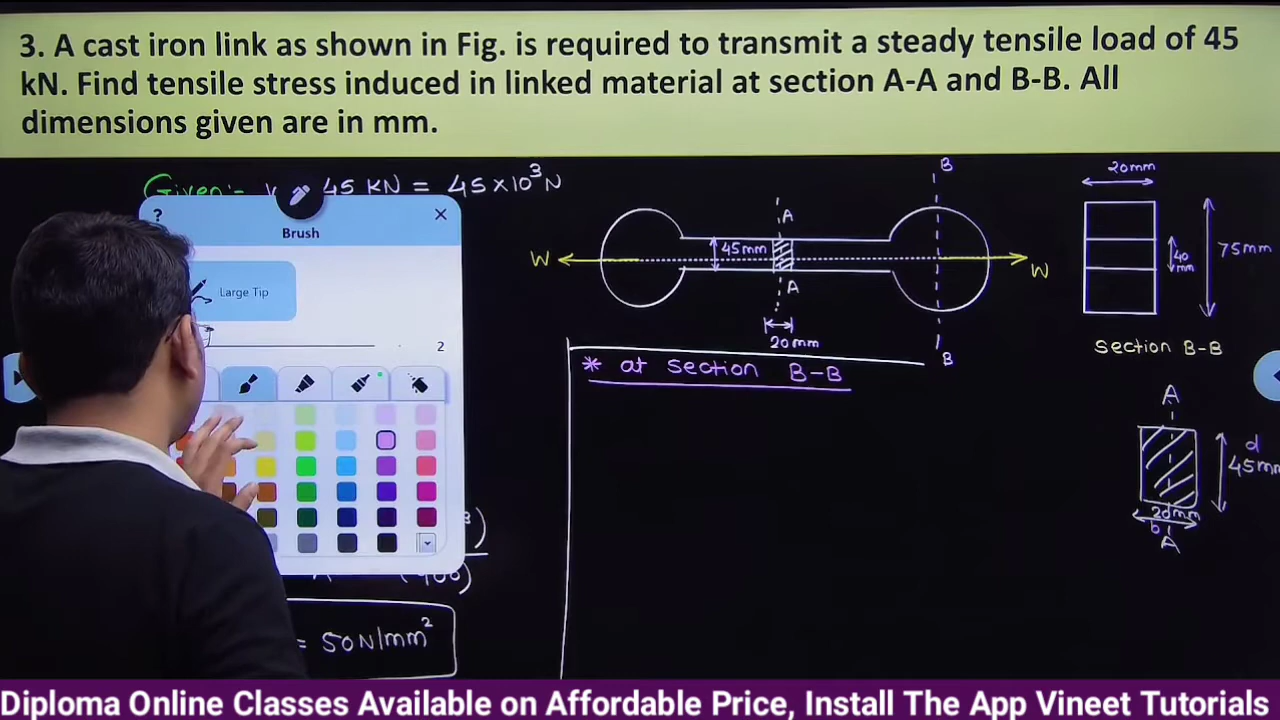 3. A cast iron link as shown in Fig. is required to transmit a steady tensile load of 45
kN. Find tensile stress induced in linked material at section A-A and B-B. All
dimensions given are in mm.
Given:- 45 KN = 45×10³N
?
Brush
Large Tip
2
= 50N/mm²
B
A
45mm
W
W
A
20mm
B
20mm
75mm
40
mm
Section B-B
* at section B-B
A
d
45mm
20mm
b
A
Diploma Online Classes Available on Affordable Price, Install The App Vineet Tutorials